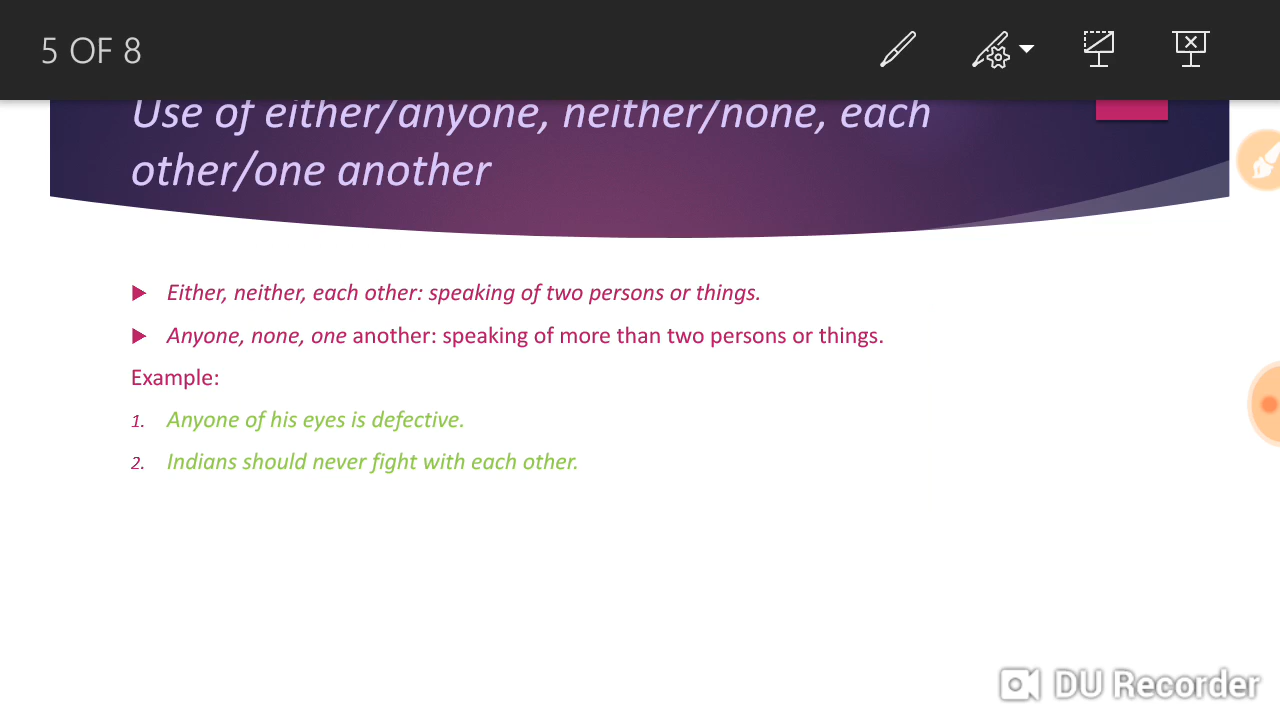 5 OF 8
Use of either/anyone, neither/none, each
other/one another
Either, neither, each other: speaking of two persons or things.
Anyone, none, one another: speaking of more than two persons or things.
Example:
1. Anyone of his eyes is defective.
2. Indians should never fight with each other.
DU Recorder